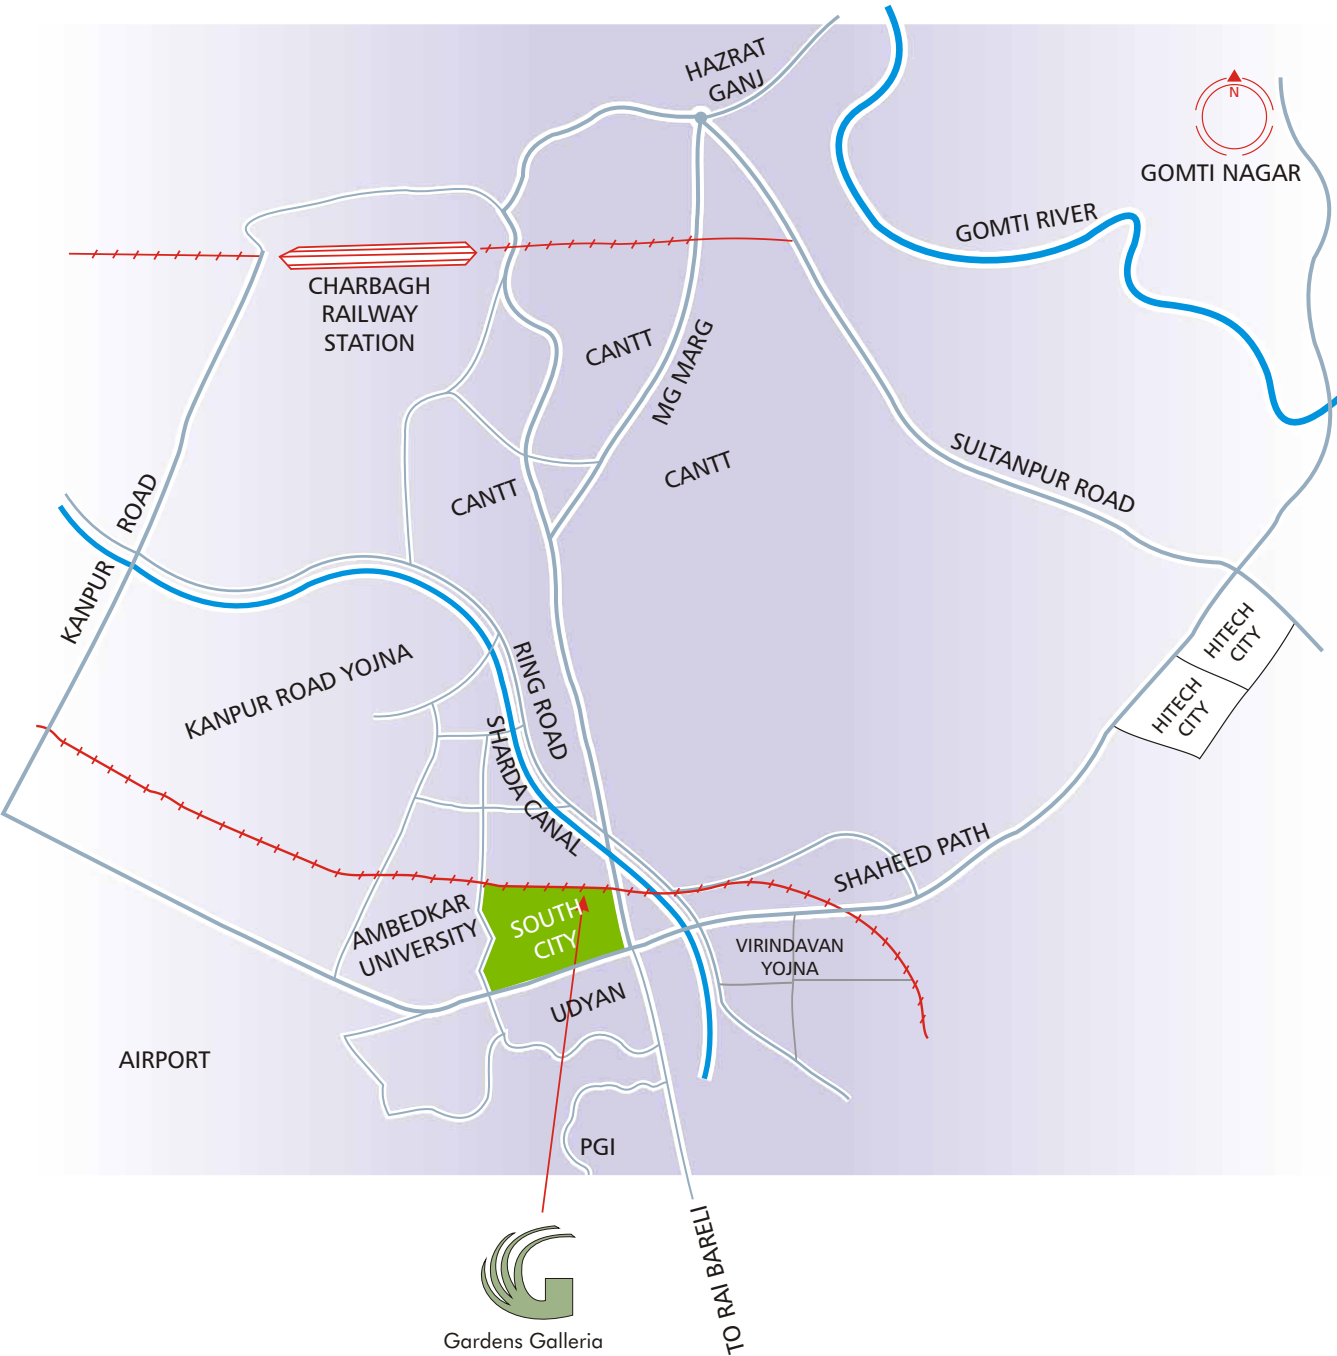 HAZRAT
GANJ
N
GOMTI NAGAR
GOMTI RIVER
CHARBAGH
RAILWAY
STATION
CANTT
MG MARG
CANTT
CANTT
SULTANPUR ROAD
KANPUR ROAD
HITECH
CITY
HITECH
CITY
KANPUR ROAD YOJNA
RING ROAD
SHARDA CANAL
SHAHEED PATH
AMBEDKAR
UNIVERSITY
SOUTH
CITY
VIRINDAVAN
YOJNA
UDYAN
AIRPORT
PGI
TO RAI BARELI
G
Gardens Galleria